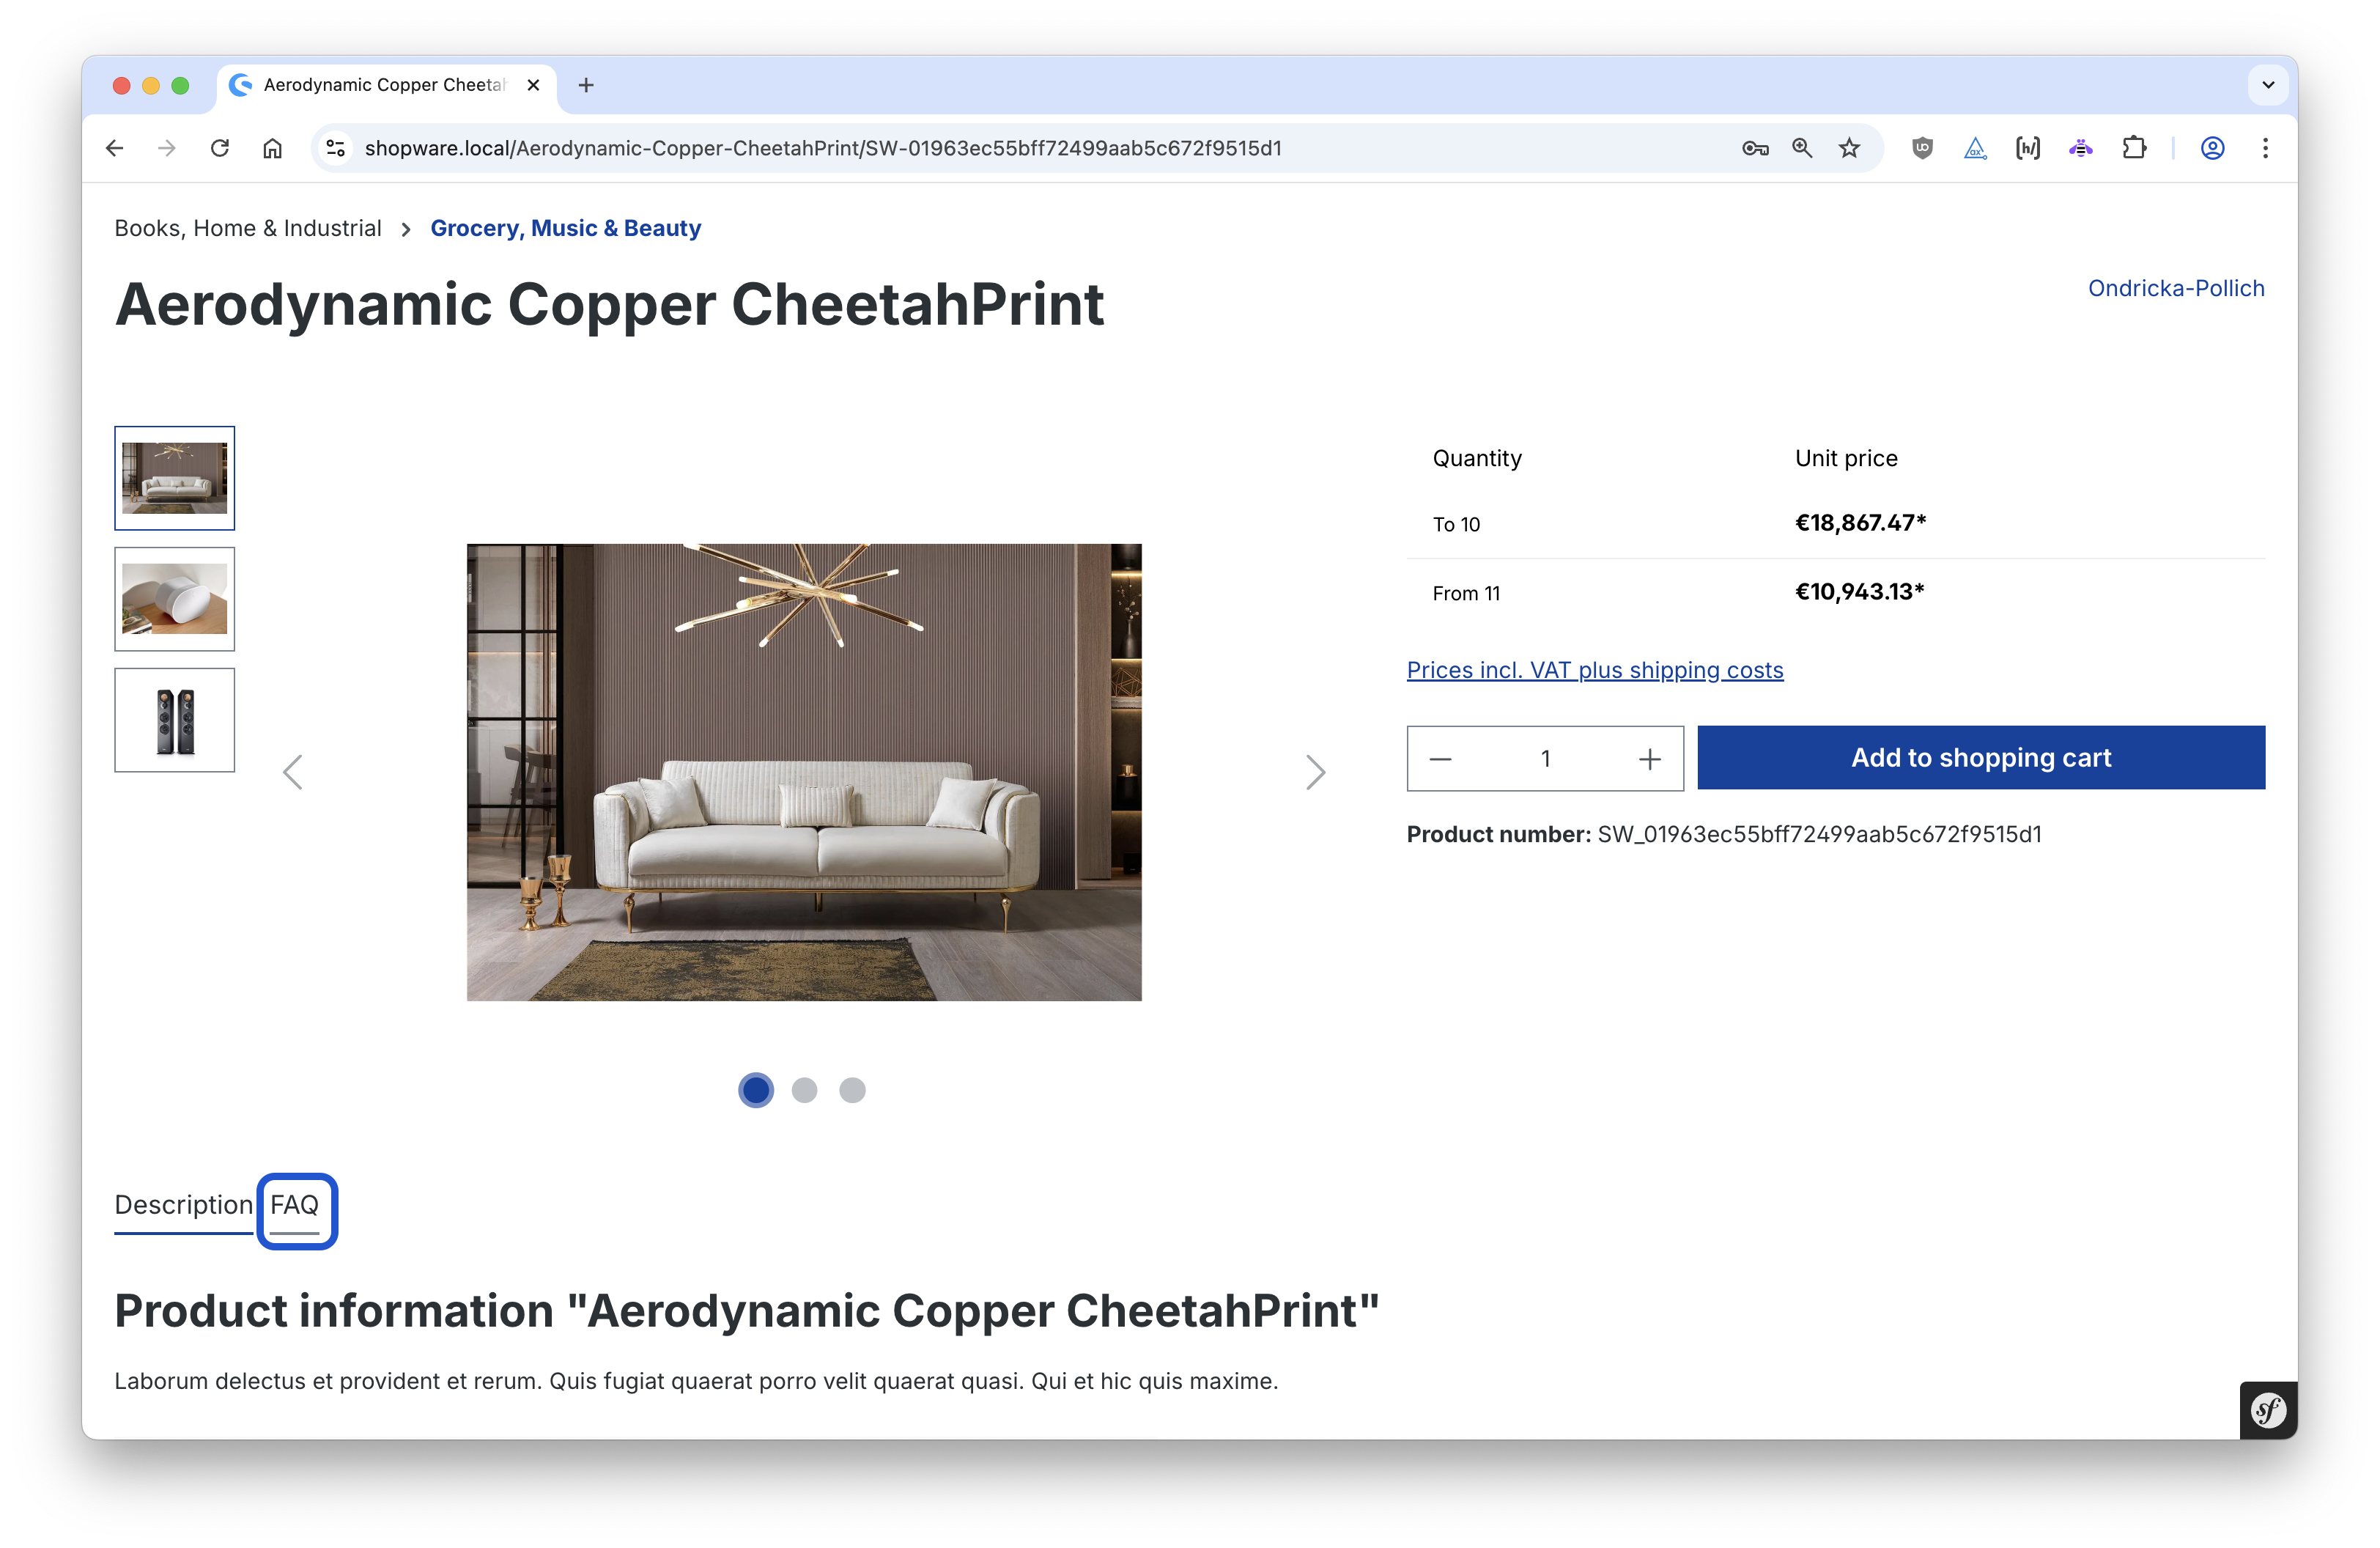 Aerodynamic Copper Cheetah
shopware.local/Aerodynamic-Copper-CheetahPrint/SW-01963ec55bff72499aab5c672f9515d1
Books, Home & Industrial > Grocery, Music & Beauty
Aerodynamic Copper CheetahPrint
Ondricka-Pollich
Quantity Unit price
To 10 €18,867.47*
From 11 €10,943.13*
Prices incl. VAT plus shipping costs
1
Add to shopping cart
Product number: SW_01963ec55bff72499aab5c672f9515d1
Description FAQ
Product information "Aerodynamic Copper CheetahPrint"
Laborum delectus et provident et rerum. Quis fugiat quaerat porro velit quaerat quasi. Qui et hic quis maxime.
sf